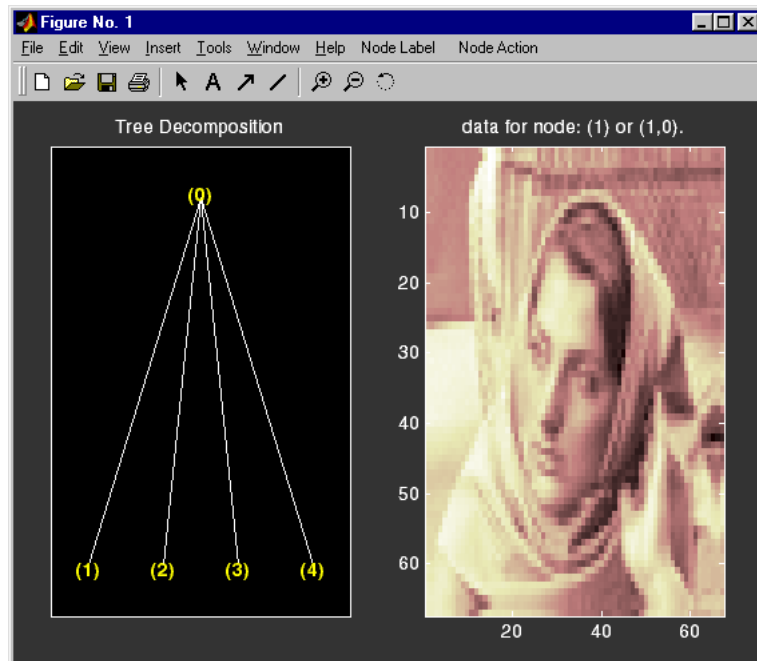 Figure No. 1
File Edit View Insert Tools Window Help Node Label Node Action
A
Tree Decomposition
(0)
(1) (2) (3) (4)
data for node: (1) or (1,0).
10
20
30
40
50
60
20 40 60